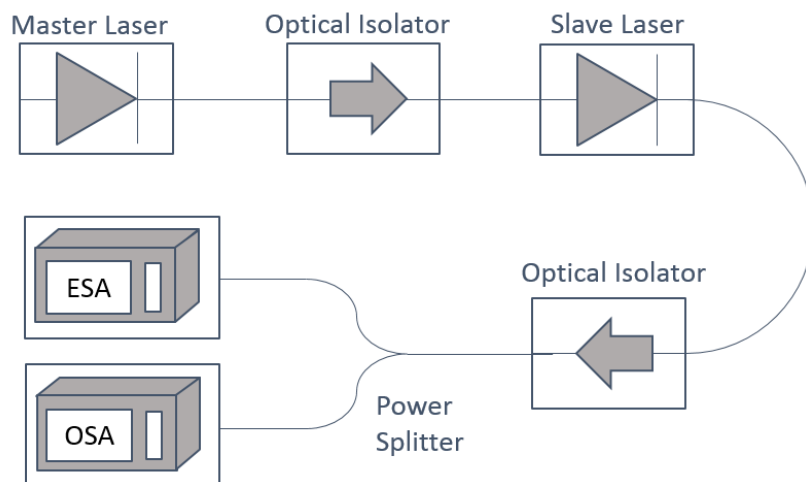 Master Laser
Optical Isolator
Slave Laser
Optical Isolator
ESA
OSA
Power
Splitter